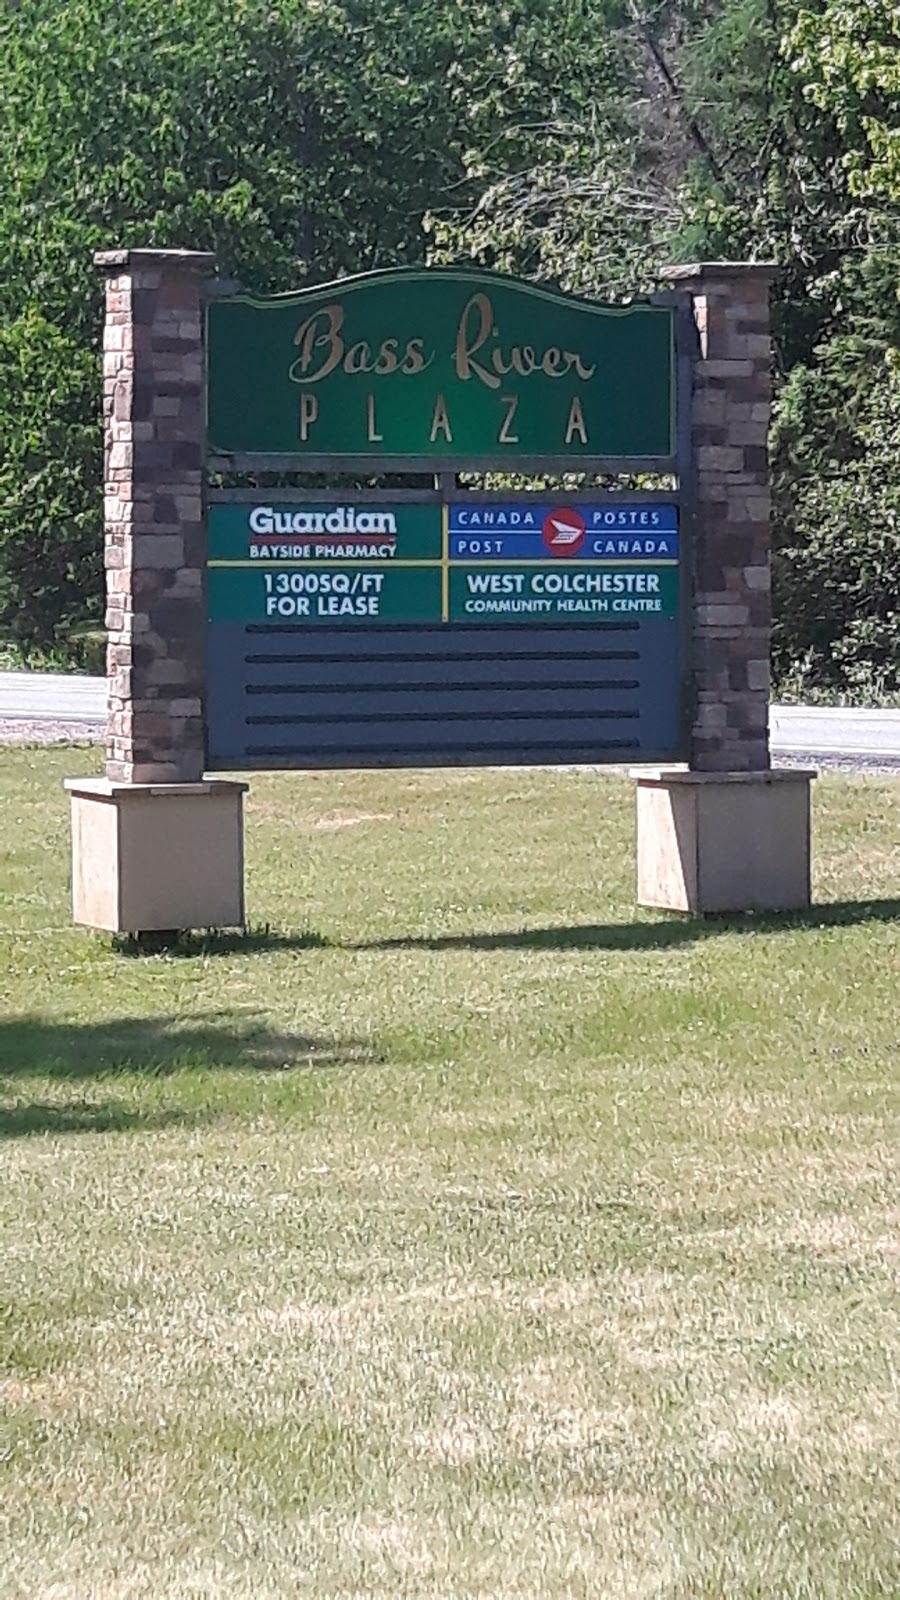 Bass River
PLAZA
Guardian
BAYSIDE PHARMACY
CANADA POSTES
POST CANADA
1300SQ/FT
FOR LEASE
WEST COLCHESTER
COMMUNITY HEALTH CENTRE